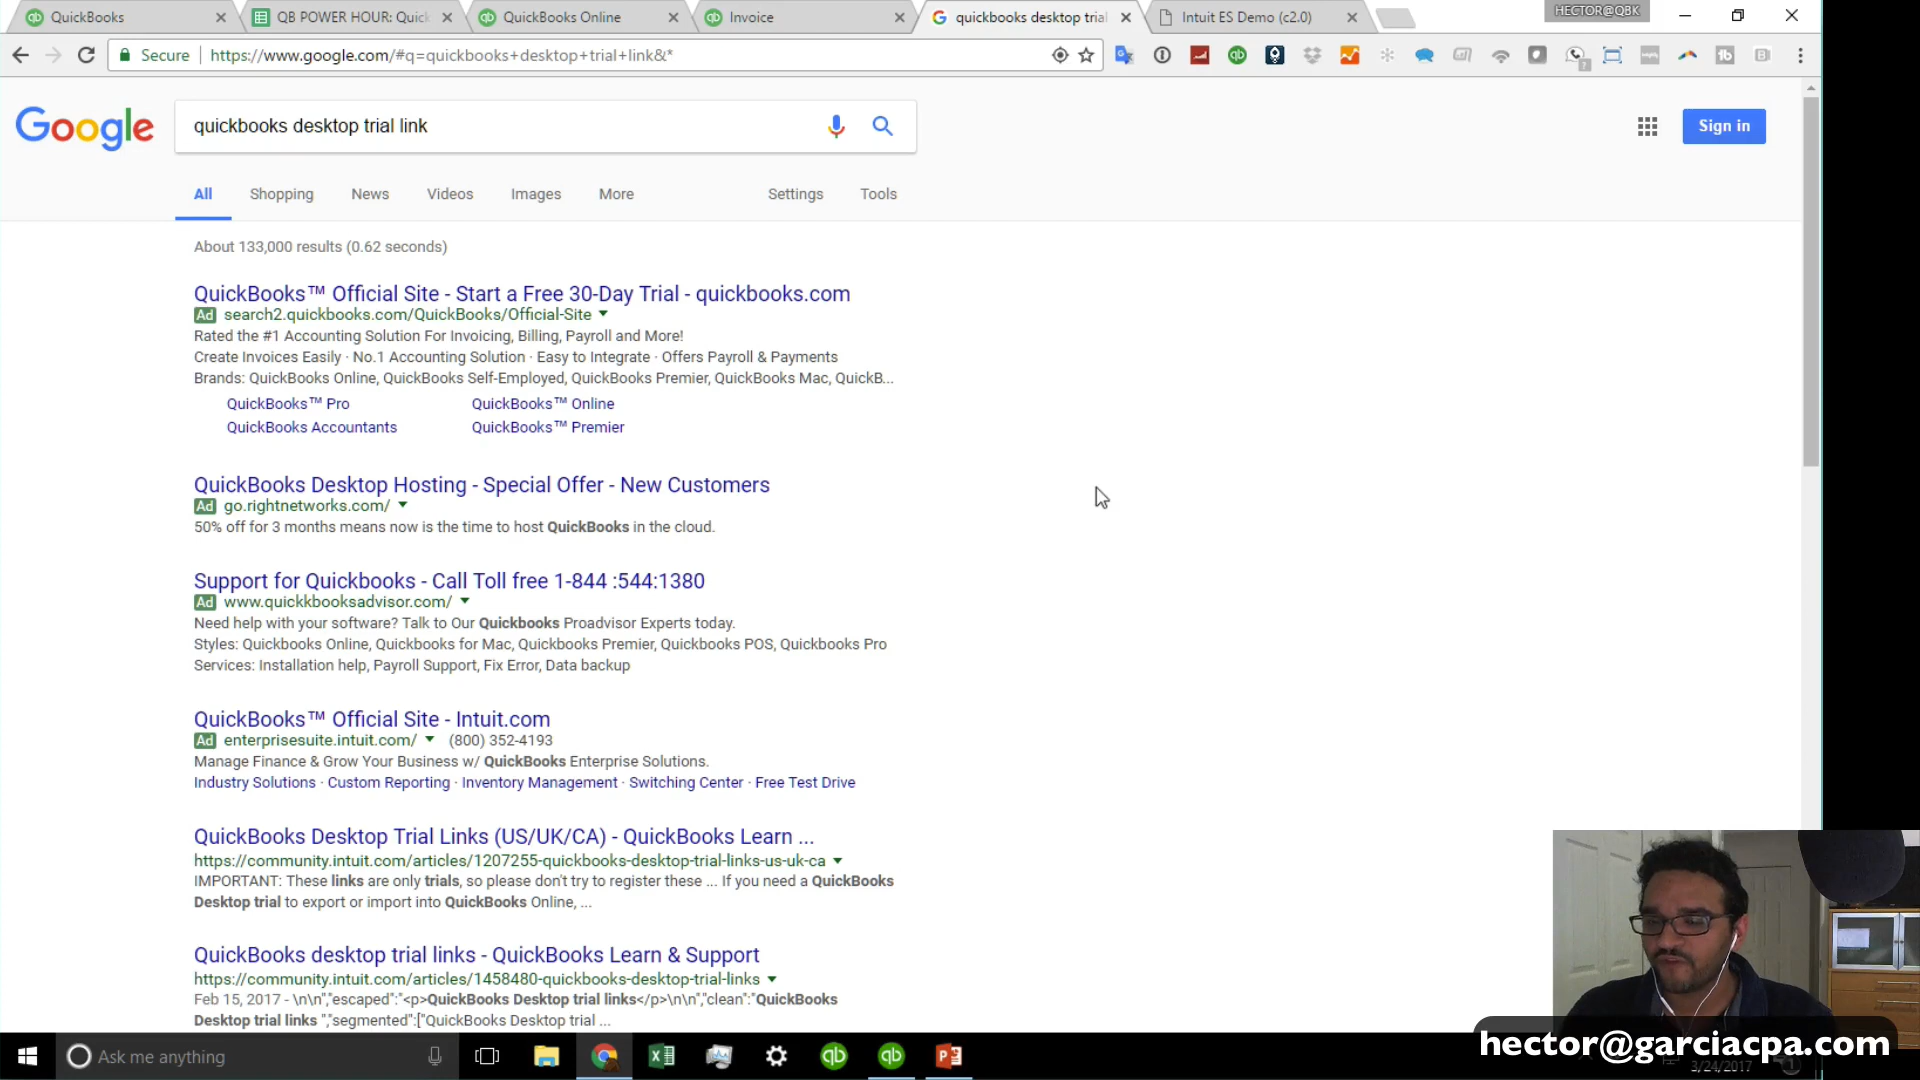 QuickBooks
QB POWER HOUR: Quick
QuickBooks Online
Invoice
quickbooks desktop trial
Intuit ES Demo (c2.0)
HECTOR@QBK
Secure
https://www.google.com/#q=quickbooks+desktop+trial+link&*
Google
quickbooks desktop trial link
Sign in
All
Shopping
News
Videos
Images
More
Settings
Tools
About 133,000 results (0.62 seconds)
QuickBooks™ Official Site - Start a Free 30-Day Trial - quickbooks.com
Ad search2.quickbooks.com/QuickBooks/Official-Site
Rated the #1 Accounting Solution For Invoicing, Billing, Payroll and More!
Create Invoices Easily · No.1 Accounting Solution · Easy to Integrate · Offers Payroll & Payments
Brands: QuickBooks Online, QuickBooks Self-Employed, QuickBooks Premier, QuickBooks Mac, QuickB...
QuickBooks™ Pro
QuickBooks™ Online
QuickBooks Accountants
QuickBooks™ Premier
QuickBooks Desktop Hosting - Special Offer - New Customers
Ad go.rightnetworks.com/
50% off for 3 months means now is the time to host QuickBooks in the cloud.
Support for Quickbooks - Call Toll free 1-844 :544:1380
Ad www.quickkbooksadvisor.com/
Need help with your software? Talk to Our Quickbooks Proadvisor Experts today.
Styles: Quickbooks Online, Quickbooks for Mac, Quickbooks Premier, Quickbooks POS, Quickbooks Pro
Services: Installation help, Payroll Support, Fix Error, Data backup
QuickBooks™ Official Site - Intuit.com
Ad enterprisesuite.intuit.com/ (800) 352-4193
Manage Finance & Grow Your Business w/ QuickBooks Enterprise Solutions.
Industry Solutions · Custom Reporting · Inventory Management · Switching Center · Free Test Drive
QuickBooks Desktop Trial Links (US/UK/CA) - QuickBooks Learn ...
https://community.intuit.com/articles/1207255-quickbooks-desktop-trial-links-us-uk-ca
IMPORTANT: These links are only trials, so please don't try to register these ... If you need a QuickBooks
Desktop trial to export or import into QuickBooks Online, ...
QuickBooks desktop trial links - QuickBooks Learn & Support
https://community.intuit.com/articles/1458480-quickbooks-desktop-trial-links
Feb 15, 2017 - \n\n","escaped":"<p>QuickBooks Desktop trial links</p>\n\n","clean":"QuickBooks
Desktop trial links ","segmented":["QuickBooks Desktop trial ...
Ask me anything
hector@garciacpa.com
3/24/2017